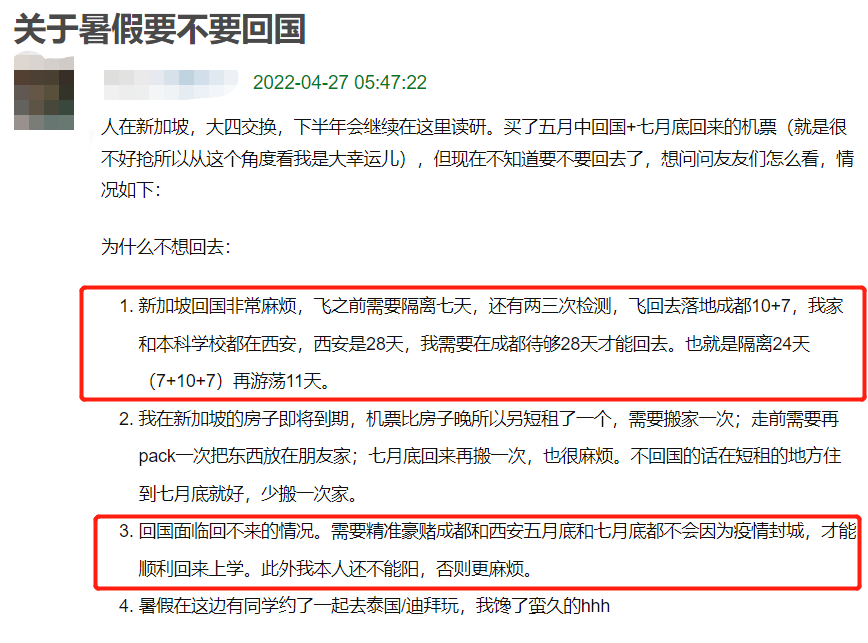 关于暑假要不要回国
2022-04-27 05:47:22
人在新加坡，大四交换，下半年会继续在这里读研。买了五月中回国+七月底回来的机票（就是很
不好抢所以从这个角度看我是大幸运儿），但现在不知道要不要回去了，想问问友友们怎么看，情
况如下：
为什么不想回去：
1. 新加坡回国非常麻烦，飞之前需要隔离七天，还有两三次检测，飞回去落地成都10+7，我家
和本科学校都在西安，西安是28天，我需要在成都待够28天才能回去。也就是隔离24天
（7+10+7）再游荡11天。
2. 我在新加坡的房子即将到期，机票比房子晚所以另短租了一个，需要搬家一次；走前需要再
pack一次把东西放在朋友家；七月底回来再搬一次，也很麻烦。不回国的话在短租的地方住
到七月底就好，少搬一次家。
3. 回国面临回不来的情况。需要精准豪赌成都和西安五月底和七月底都不会因为疫情封城，才能
顺利回来上学。此外我本人还不能阳，否则更麻烦。
4. 暑假在这边有同学约了一起去泰国/迪拜玩，我馋了蛮久的hhh